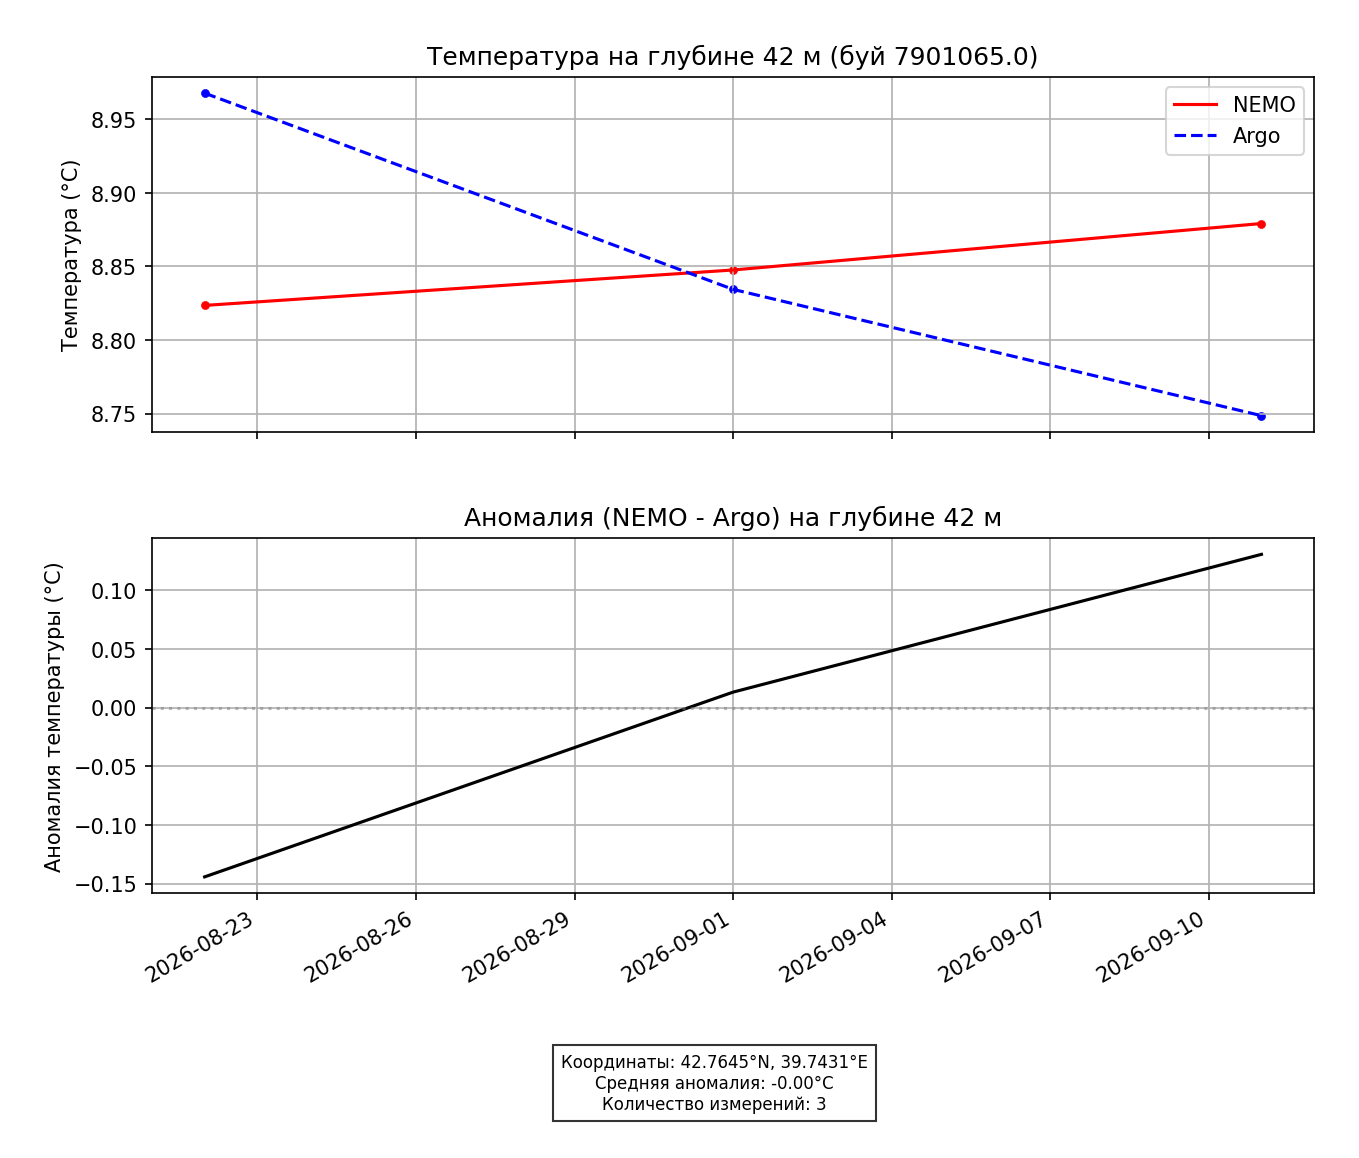 Температура на глубине 42 м (буй 7901065.0)
Температура (°C)
8.95
8.90
8.85
8.80
8.75
NEMO
Argo
Аномалия (NEMO - Argo) на глубине 42 м
Аномалия температуры (°C)
0.10
0.05
0.00
−0.05
−0.10
−0.15
2026-08-23
2026-08-26
2026-08-29
2026-09-01
2026-09-04
2026-09-07
2026-09-10
Координаты: 42.7645°N, 39.7431°E
Средняя аномалия: -0.00°C
Количество измерений: 3